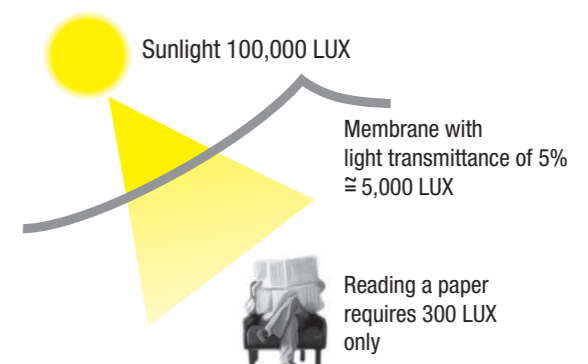 Sunlight 100,000 LUX
Membrane with
light transmittance of 5%
≅ 5,000 LUX
Reading a paper
requires 300 LUX
only